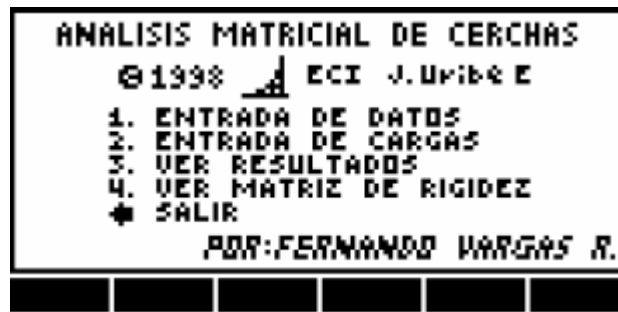 ANALISIS MATRICIAL DE CERCHAS
©1998 ECI J.Uribe E
1. ENTRADA DE DATOS
2. ENTRADA DE CARGAS
3. VER RESULTADOS
4. VER MATRIZ DE RIGIDEZ
SALIR
POR:FERNANDO VARGAS R.